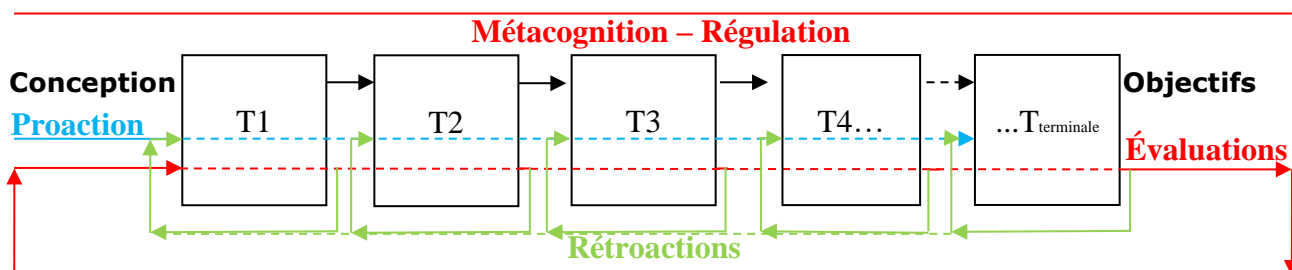 Métacognition – Régulation
Conception
Objectifs
Proaction
T1
T2
T3
T4…
...Tterminale
Évaluations
Rétroactions